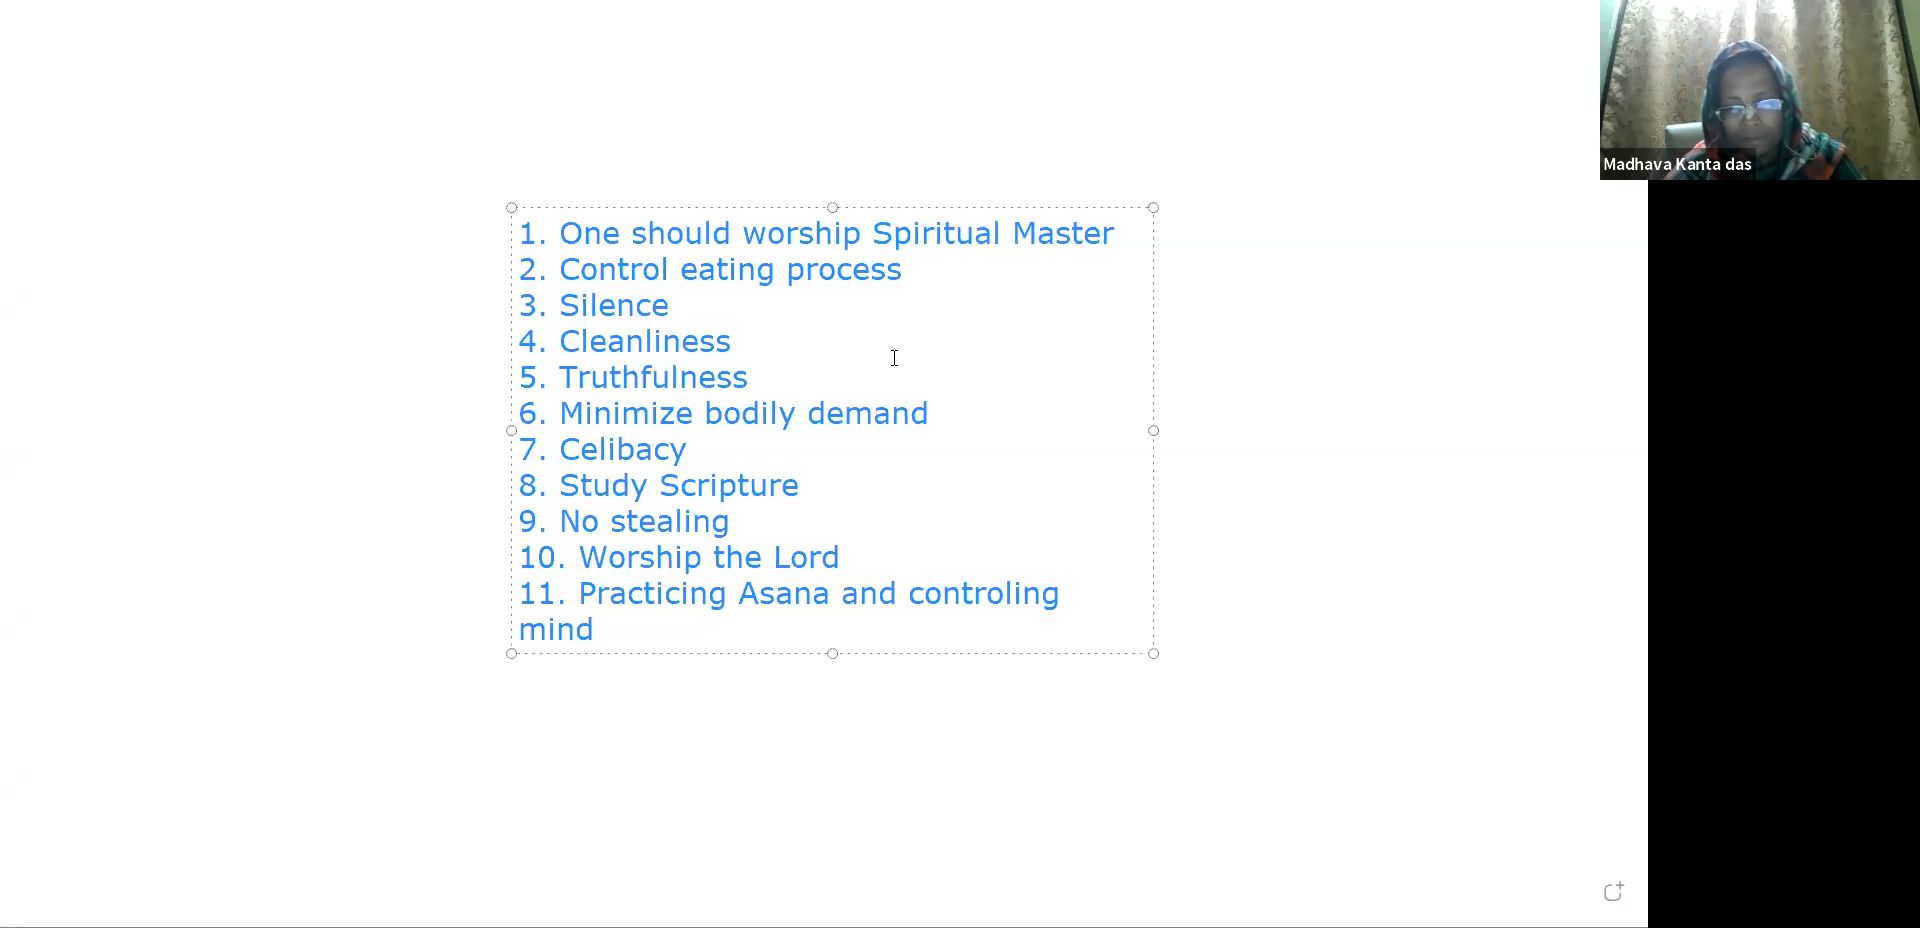 Madhava Kanta das
1. One should worship Spiritual Master
2. Control eating process
3. Silence
4. Cleanliness
5. Truthfulness
6. Minimize bodily demand
7. Celibacy
8. Study Scripture
9. No stealing
10. Worship the Lord
11. Practicing Asana and controling
mind